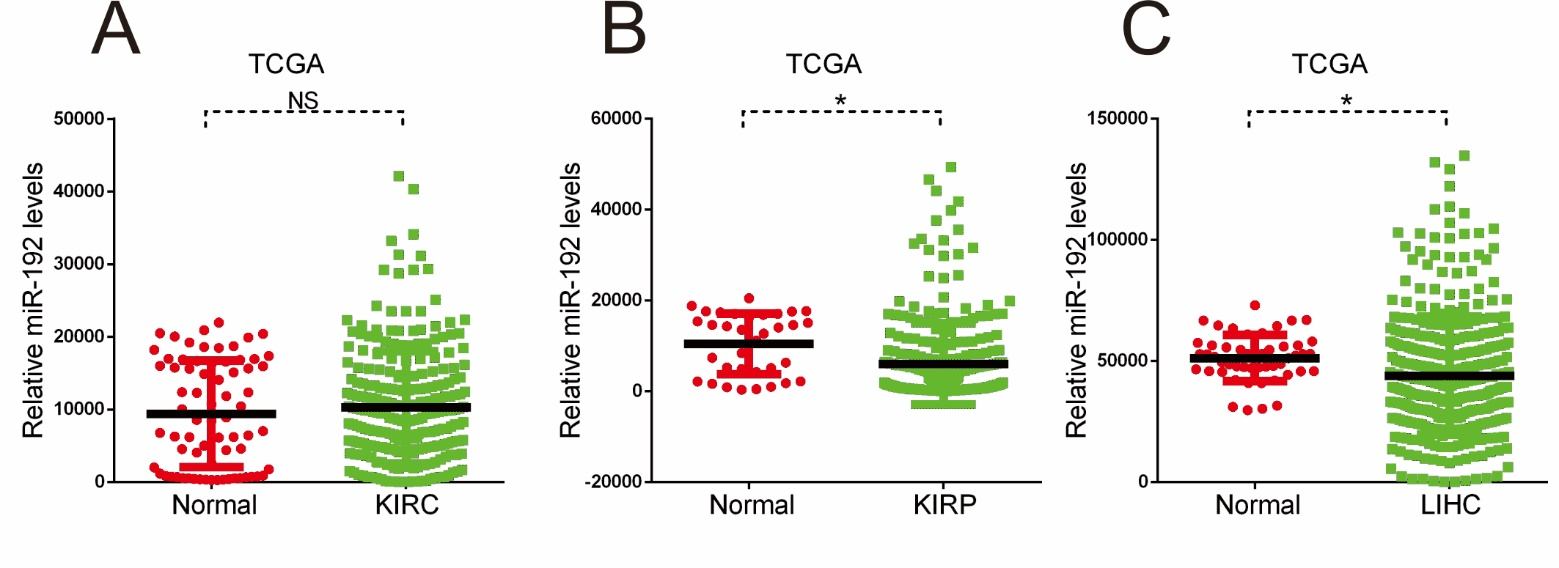 A
TCGA
NS
Relative miR-192 levels
50000
40000
30000
20000
10000
0
Normal
KIRC
B
TCGA
*
Relative miR-192 levels
60000
40000
20000
0
-20000
Normal
KIRP
C
TCGA
*
Relative miR-192 levels
150000
100000
50000
0
Normal
LIHC